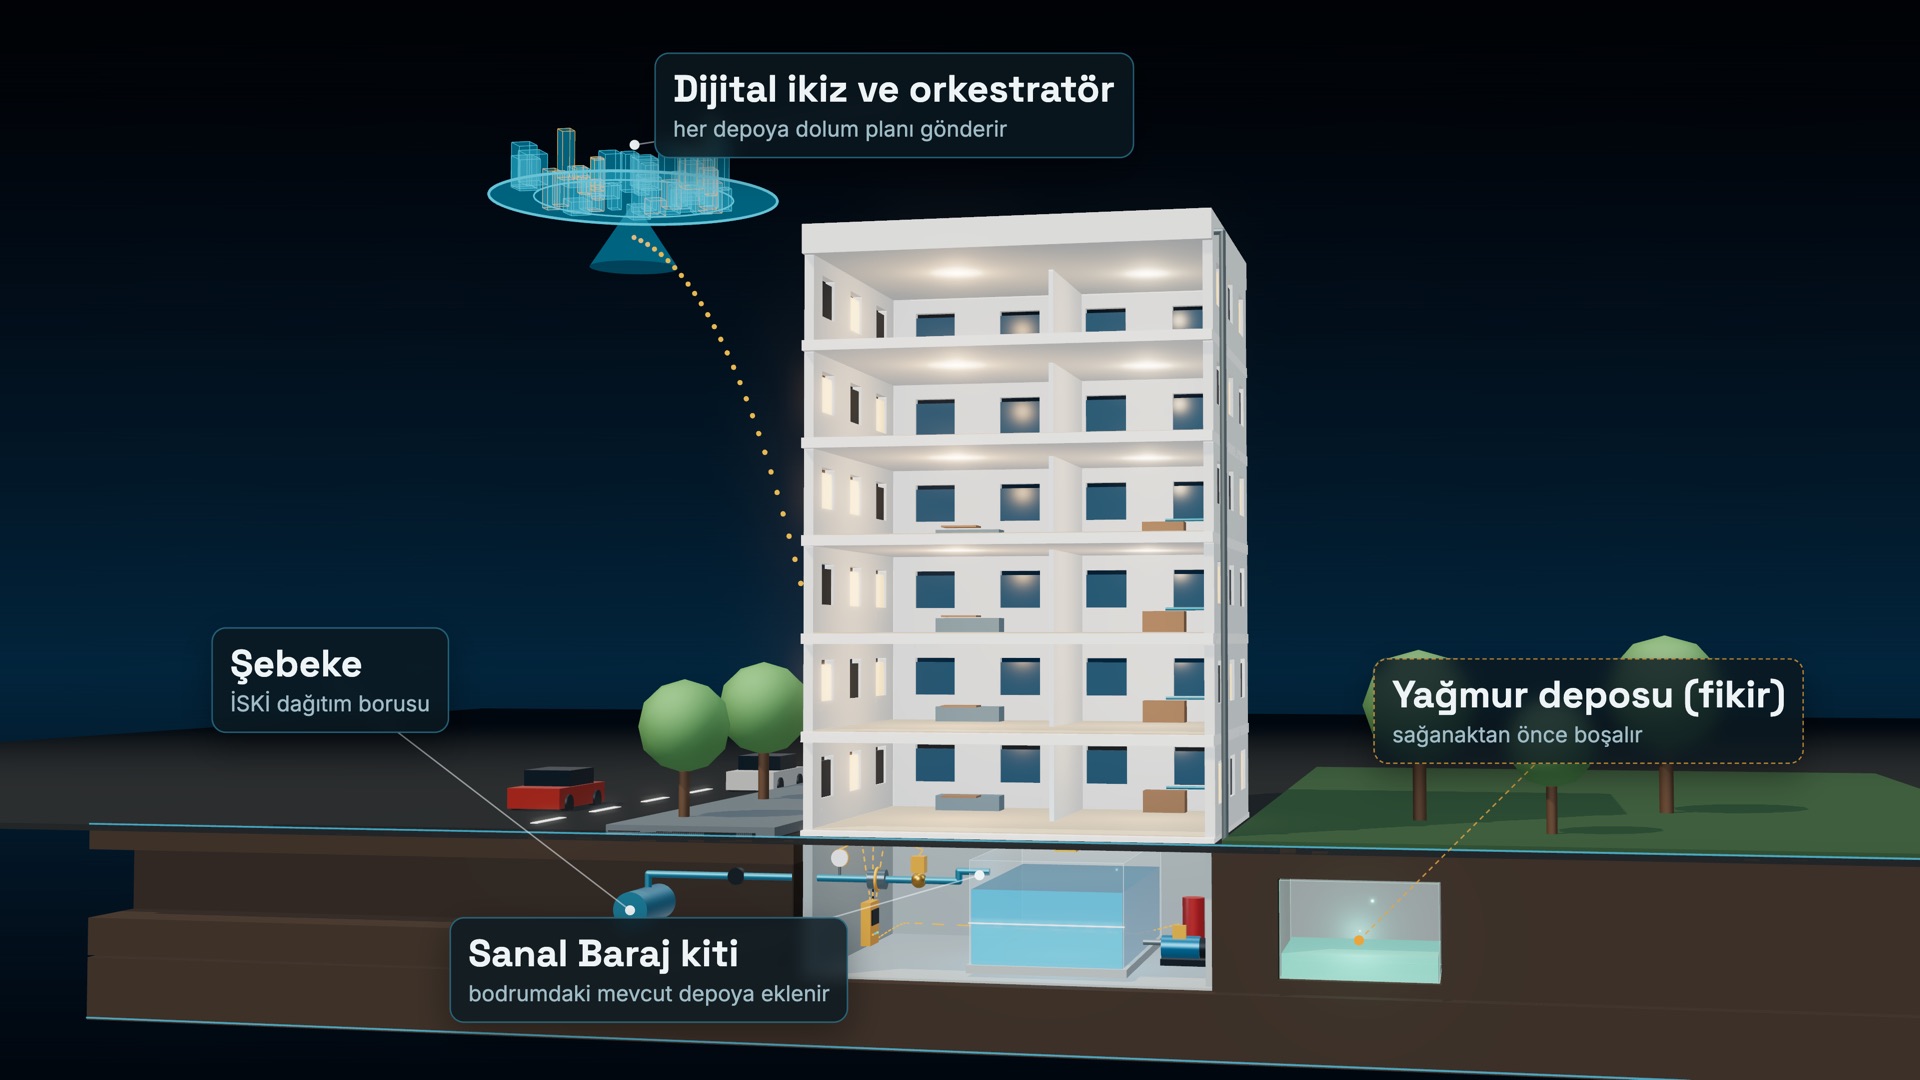 Dijital ikiz ve orkestratör
her depoya dolum planı gönderir
Şebeke
İSKİ dağıtım borusu
Yağmur deposu (fikir)
sağanaktan önce boşalır
Sanal Baraj kiti
bodrumdaki mevcut depoya eklenir